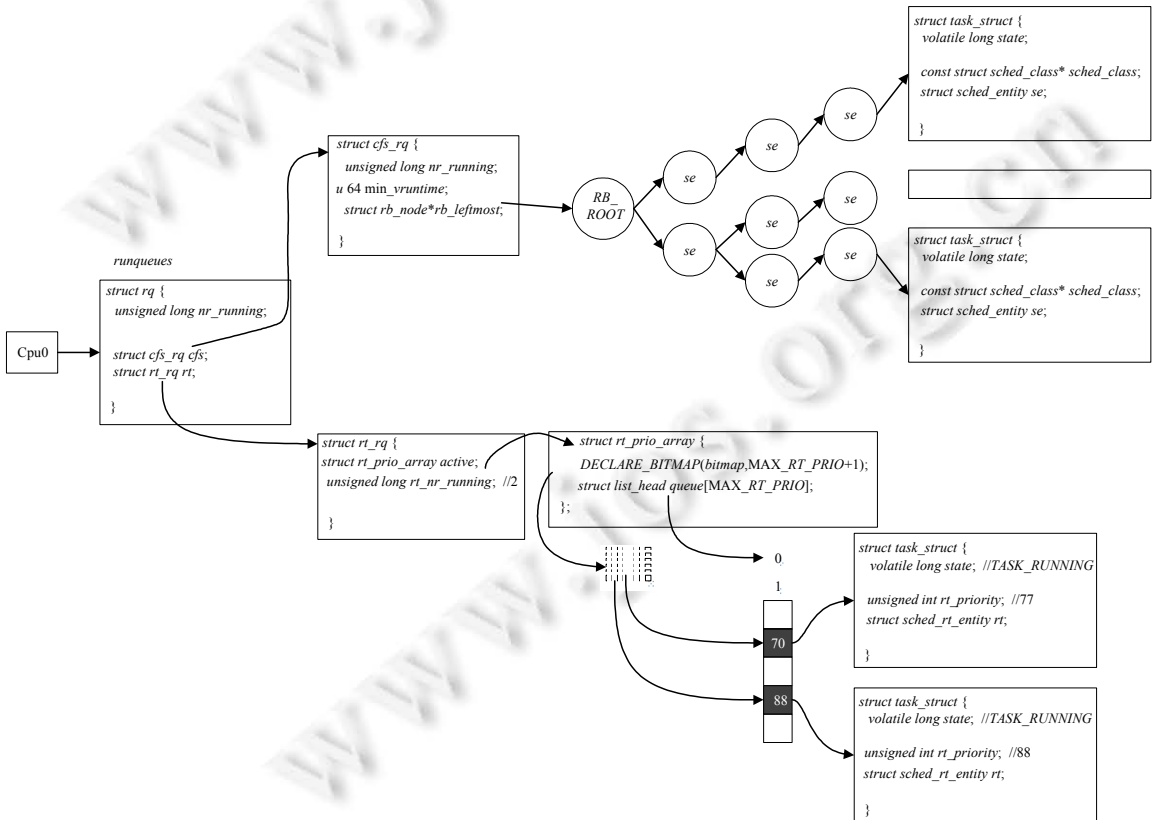 struct task_struct {
volatile long state;
const struct sched_class* sched_class;
struct sched_entity se;
}
struct cfs_rq {
unsigned long nr_running;
u 64 min_vruntime;
struct rb_node*rb_leftmost;
}
RB_
ROOT
se
se
se
se
se
se
se
se
struct task_struct {
volatile long state;
const struct sched_class* sched_class;
struct sched_entity se;
}
runqueues
struct rq {
unsigned long nr_running;
struct cfs_rq cfs;
struct rt_rq rt;
}
Cpu0
struct rt_rq {
struct rt_prio_array active;
unsigned long rt_nr_running; //2
}
struct rt_prio_array {
DECLARE_BITMAP(bitmap,MAX_RT_PRIO+1);
struct list_head queue[MAX_RT_PRIO];
};
0
1
70
88
struct task_struct {
volatile long state; //TASK_RUNNING
unsigned int rt_priority; //77
struct sched_rt_entity rt;
}
struct task_struct {
volatile long state; //TASK_RUNNING
unsigned int rt_priority; //88
struct sched_rt_entity rt;
}
www.jos.org.cn